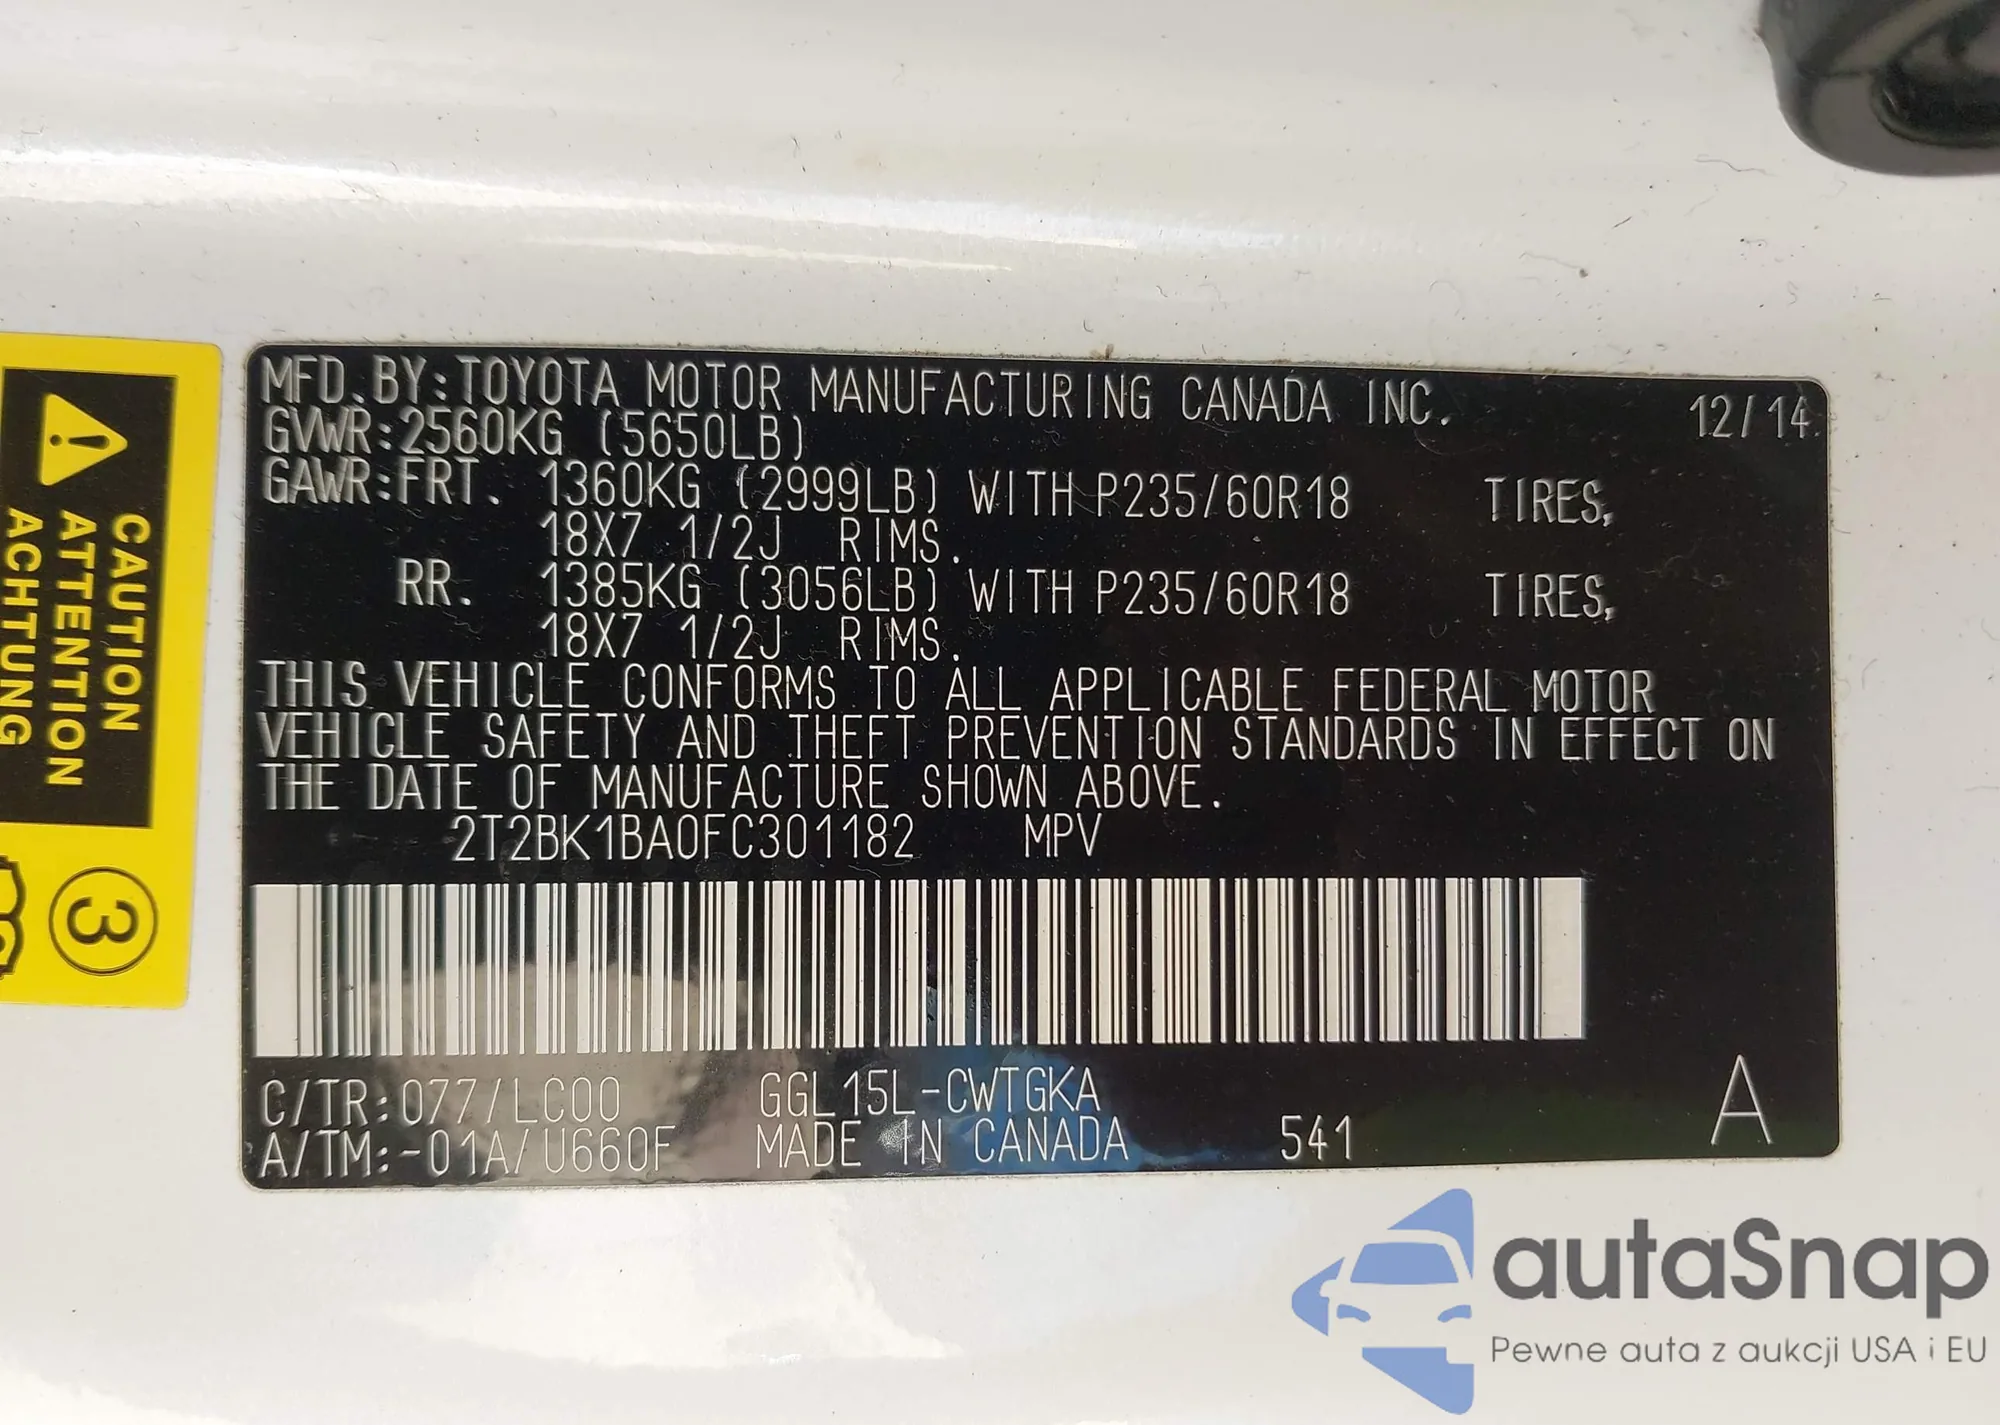 MFD.BY:TOYOTA MOTOR MANUFACTURING CANADA INC. 12/14
GVWR:2560KG (5650LB)
GAWR:FRT. 1360KG (2999LB) WITH P235/60R18 TIRES,
18X7 1/2J RIMS.
RR. 1385KG (3056LB) WITH P235/60R18 TIRES,
18X7 1/2J RIMS.
THIS VEHICLE CONFORMS TO ALL APPLICABLE FEDERAL MOTOR
VEHICLE SAFETY AND THEFT PREVENTION STANDARDS IN EFFECT ON
THE DATE OF MANUFACTURE SHOWN ABOVE.
2T2BK1BA0FC301182 MPV
C/TR:077/LC00 GGL15L-CWTGKA
A/TM:-01A/U660F MADE IN CANADA 541 A
CAUTION
ATTENTION
ACHTUNG
3
autaSnap
Pewne auta z aukcji USA i EU